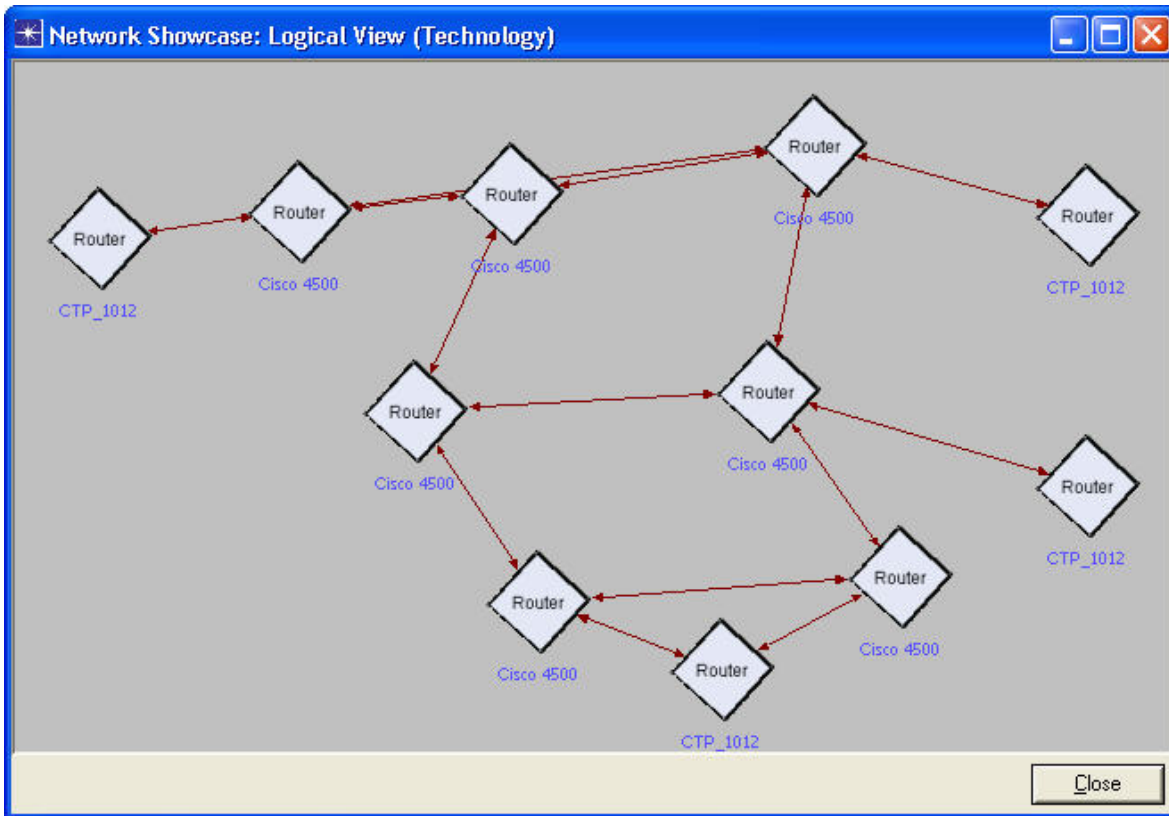 Network Showcase: Logical View (Technology)
Router
Cisco 4500
Router
Router
Cisco 4500
Router
Cisco 4500
Router
CTP_1012
CTP_1012
Router
Cisco 4500
Router
Cisco 4500
Router
CTP_1012
Router
Cisco 4500
Router
Cisco 4500
Router
CTP_1012
Close